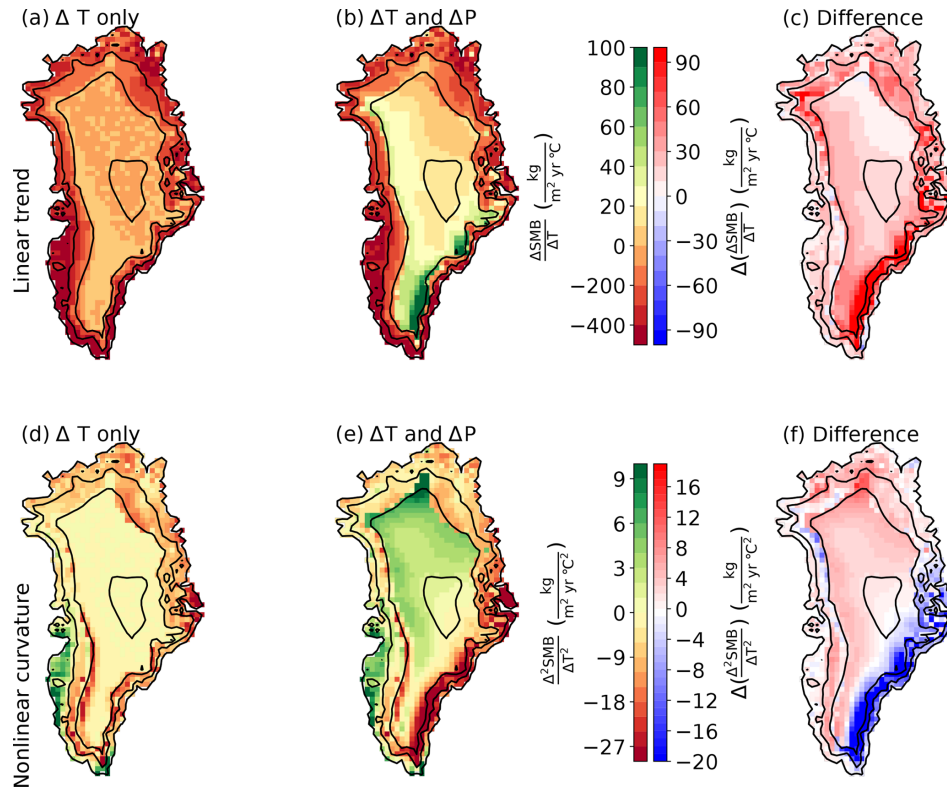 (a) Δ T only
(b) ΔT and ΔP
(c) Difference
Linear trend
100
80
60
40
20
0
−200
−400
ΔSMB/ΔT (kg/m² yr °C)
90
60
30
0
−30
−60
−90
Δ(ΔSMB/ΔT) (kg/m² yr °C)
(d) Δ T only
(e) ΔT and ΔP
(f) Difference
Nonlinear curvature
9
6
3
0
−9
−18
−27
Δ²SMB/ΔT² (kg/m² yr °C²)
16
12
8
4
0
−4
−8
−12
−16
−20
Δ(Δ²SMB/ΔT²) (kg/m² yr °C²)